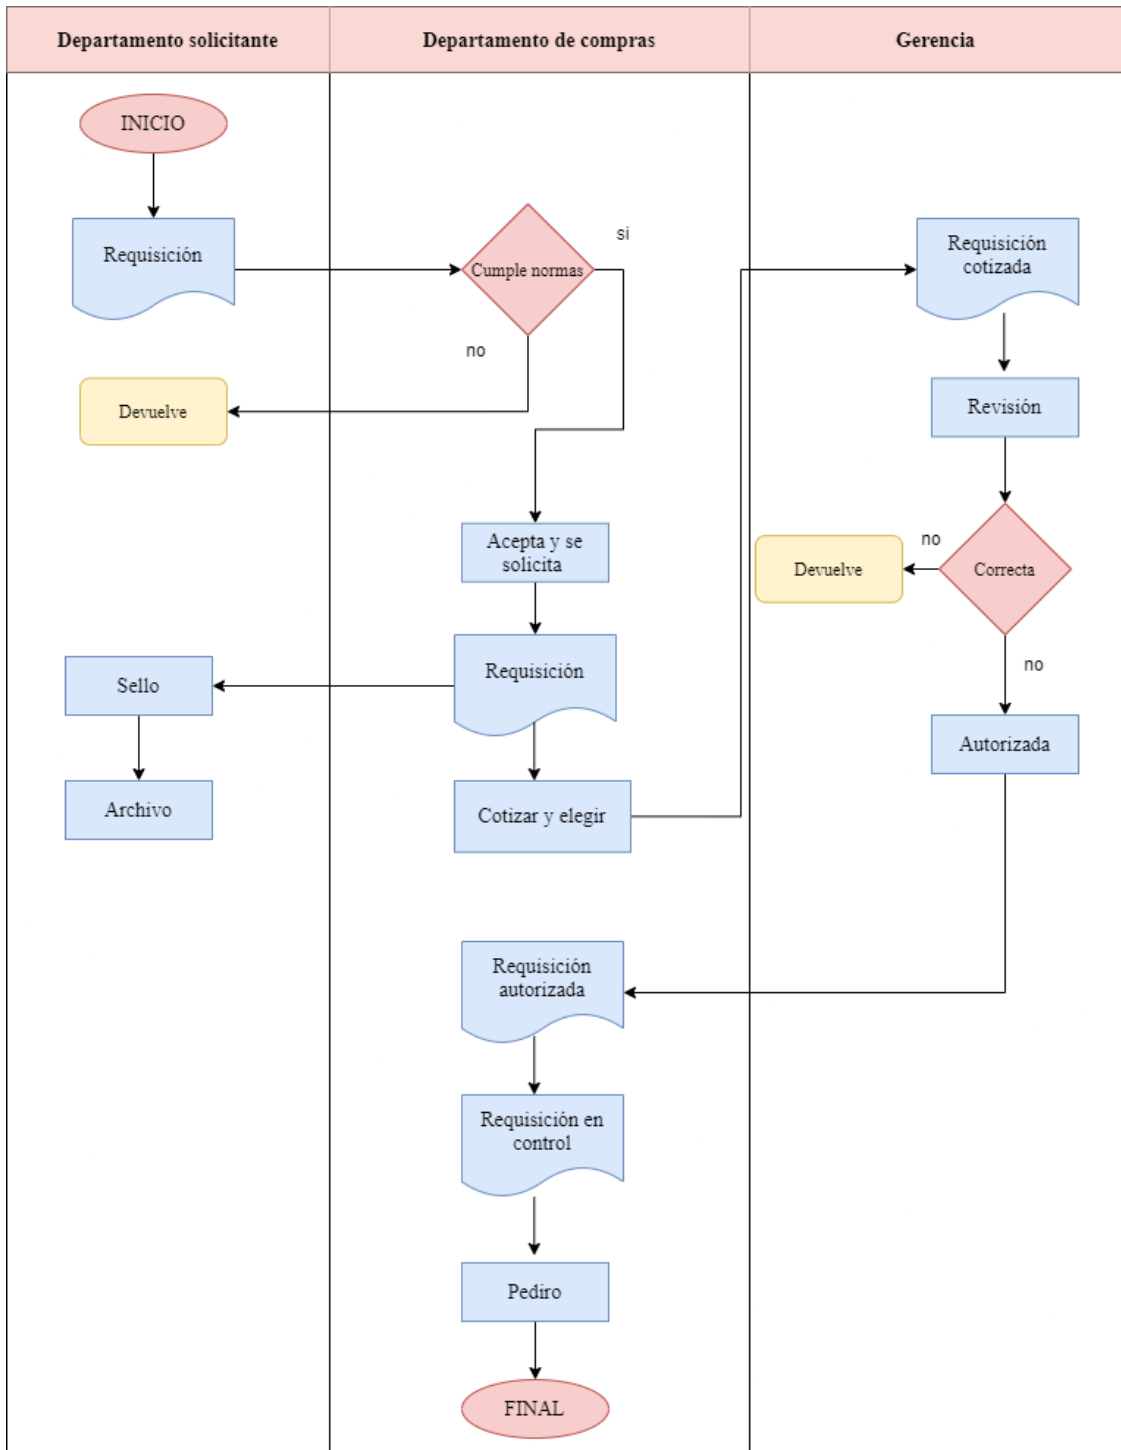 Departamento solicitante
Departamento de compras
Gerencia
INICIO
Requisición
Cumple normas
si
no
Devuelve
Requisición
cotizada
Revisión
Correcta
no
Devuelve
no
Autorizada
Acepta y se
solicita
Requisición
Sello
Archivo
Cotizar y elegir
Requisición
autorizada
Requisición en
control
Pediro
FINAL